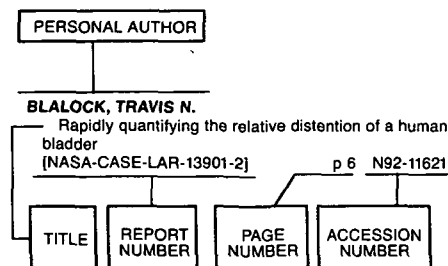 PERSONAL AUTHOR
BLALOCK, TRAVIS N.
Rapidly quantifying the relative distention of a human
bladder
[NASA-CASE-LAR-13901-2] p 6 N92-11621
TITLE REPORT NUMBER PAGE NUMBER ACCESSION NUMBER